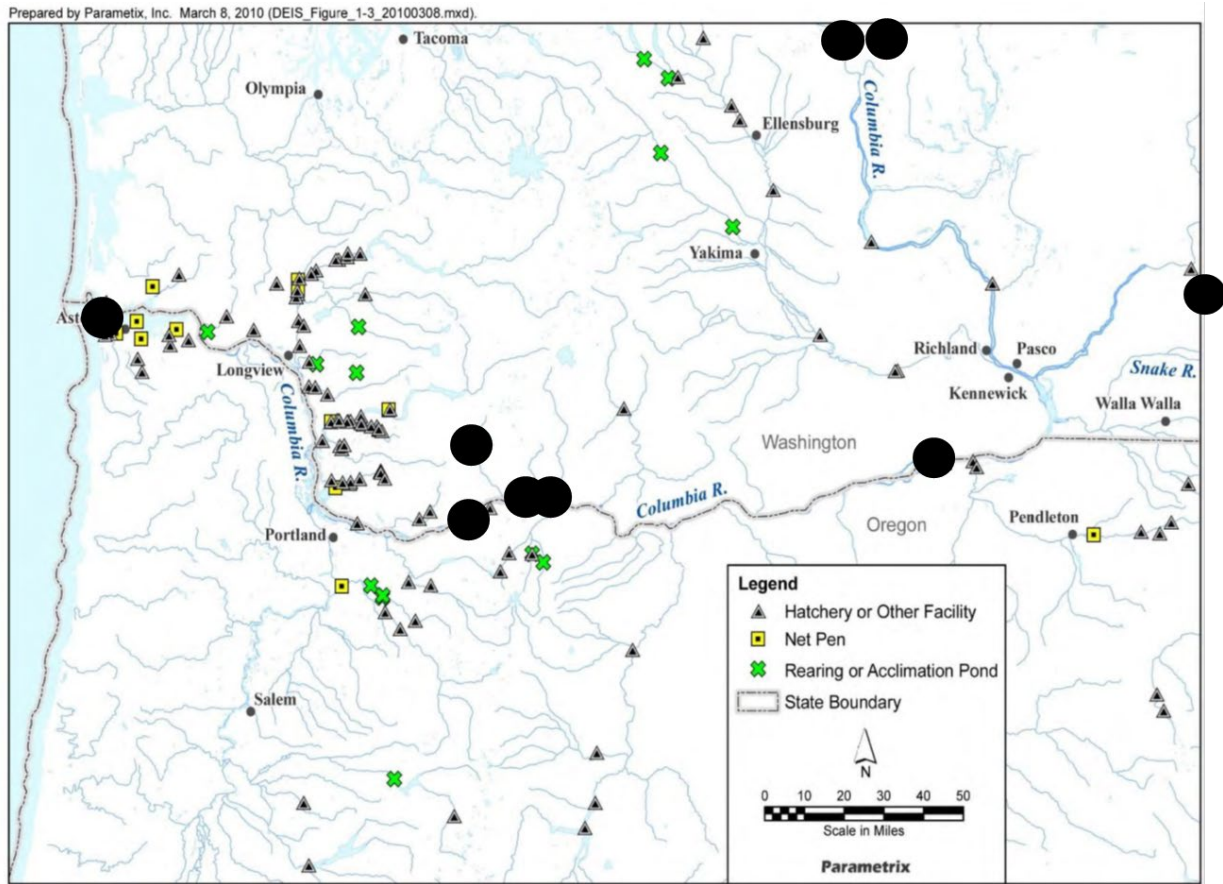 Prepared by Parametix, Inc. March 8, 2010 (DEIS_Figure_1-3_20100308.mxd).
Tacoma
Olympia
Columbia R.
Ellensburg
Yakima
Ast
Longview
Richland
Pasco
Kennewick
Snake R.
Walla Walla
Columbia R.
Washington
Columbia R.
Oregon
Portland
Pendleton
Salem
Legend
Hatchery or Other Facility
Net Pen
Rearing or Acclimation Pond
State Boundary
N
0 10 20 30 40 50
Scale in Miles
Parametrix